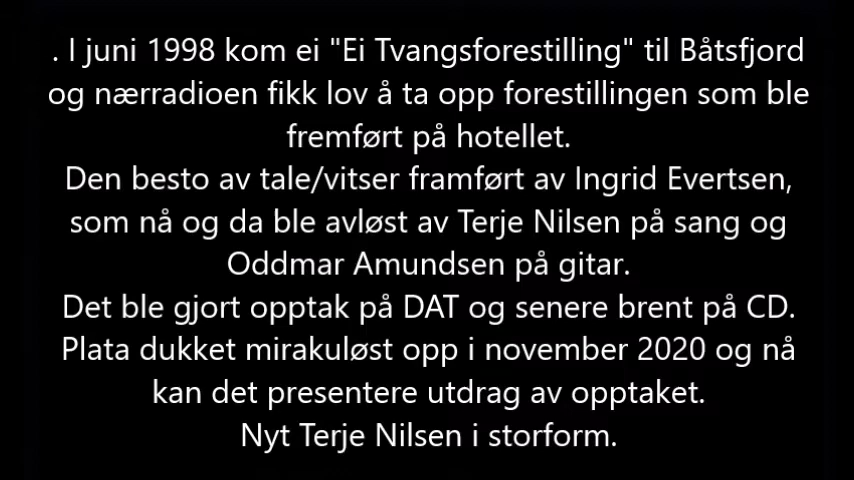 . I juni 1998 kom ei "Ei Tvangsforestilling" til Båtsfjord
og nærradioen fikk lov å ta opp forestillingen som ble
fremført på hotellet.
Den besto av tale/vitser framført av Ingrid Evertsen,
som nå og da ble avløst av Terje Nilsen på sang og
Oddmar Amundsen på gitar.
Det ble gjort opptak på DAT og senere brent på CD.
Plata dukket mirakuløst opp i november 2020 og nå
kan det presentere utdrag av opptaket.
Nyt Terje Nilsen i storform.